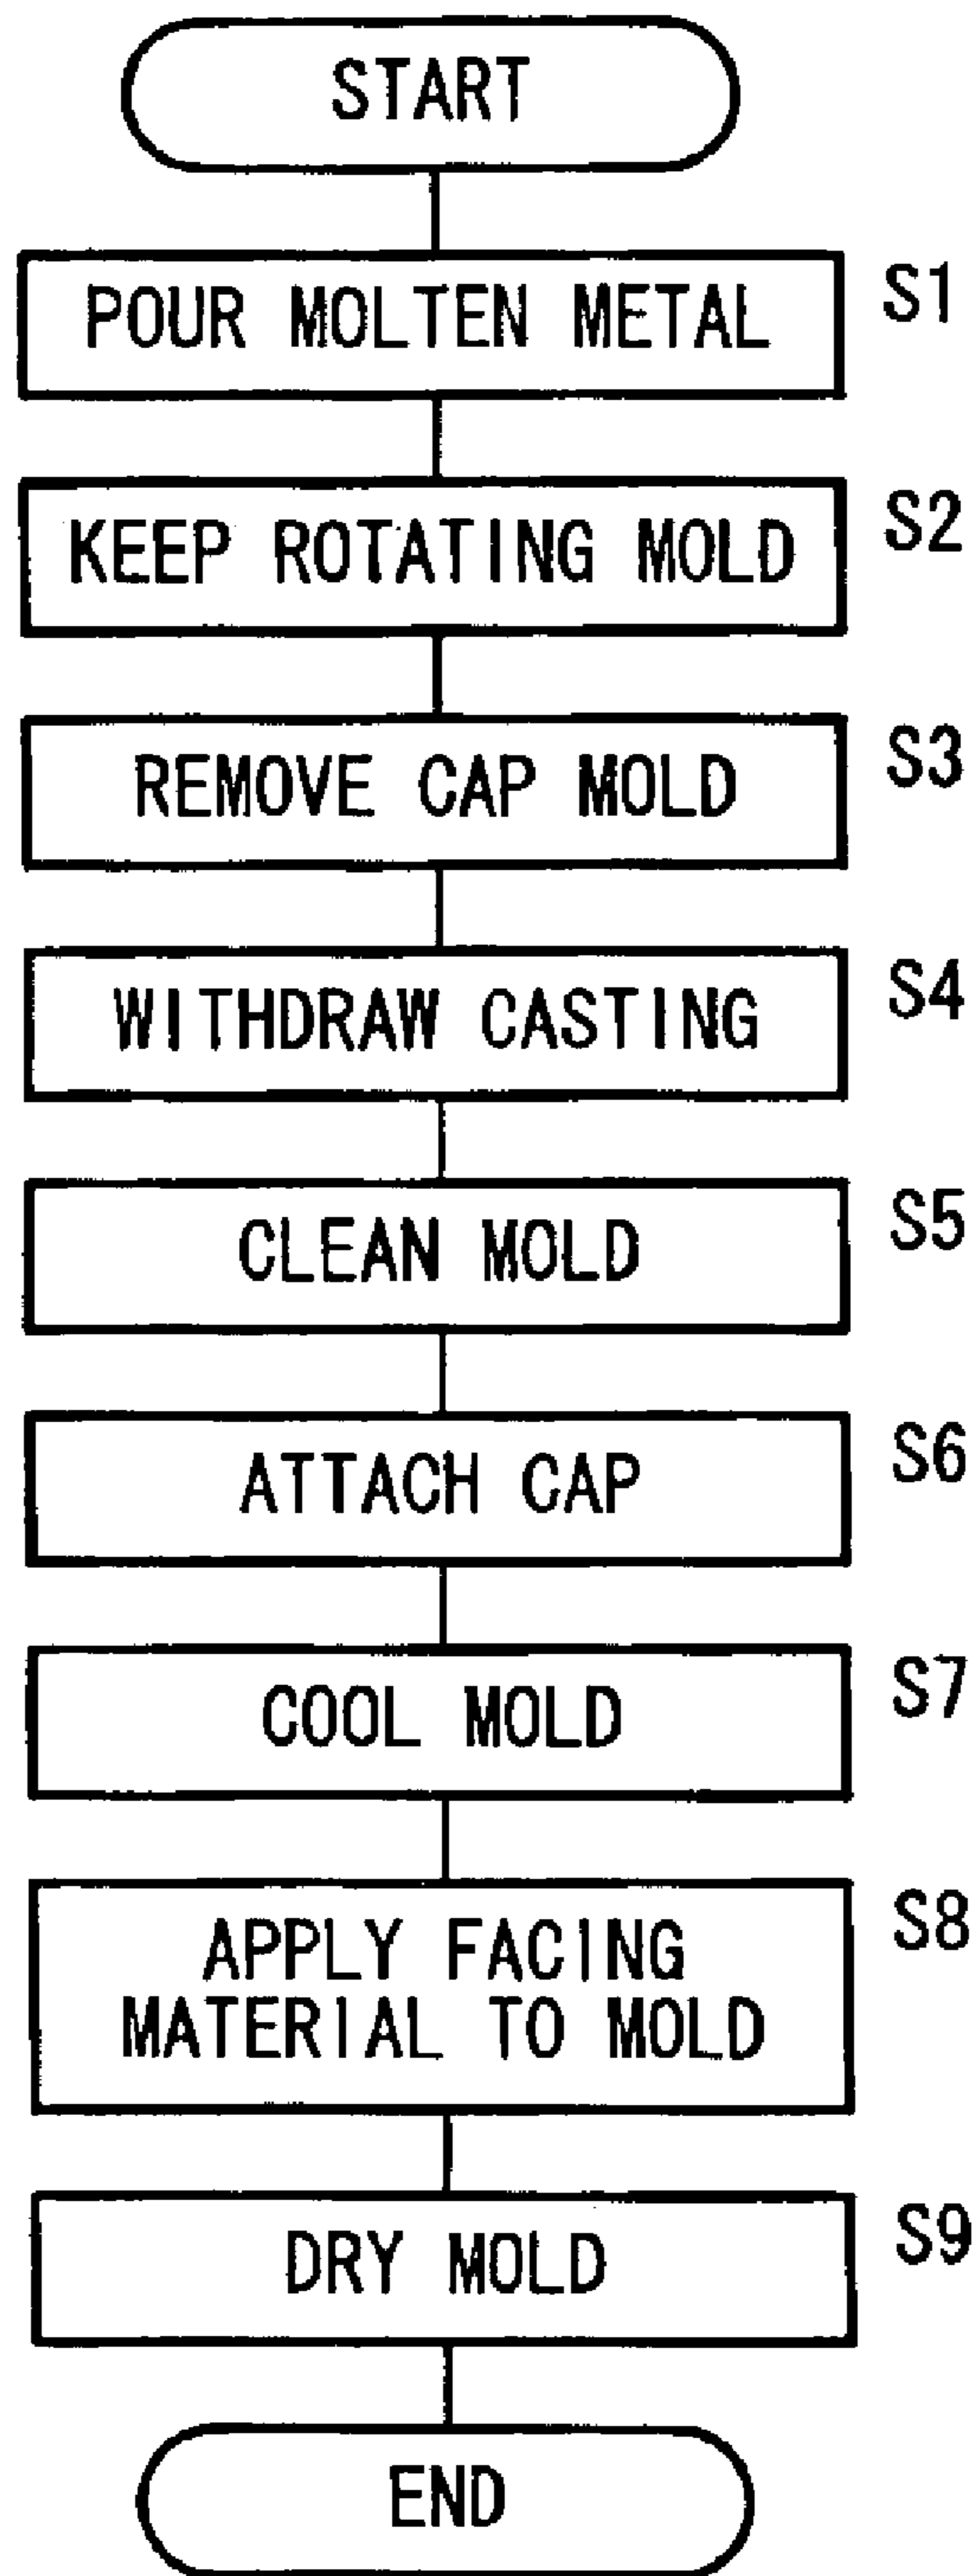 START
POUR MOLTEN METAL S1
KEEP ROTATING MOLD S2
REMOVE CAP MOLD S3
WITHDRAW CASTING S4
CLEAN MOLD S5
ATTACH CAP S6
COOL MOLD S7
APPLY FACING S8
MATERIAL TO MOLD
DRY MOLD S9
END